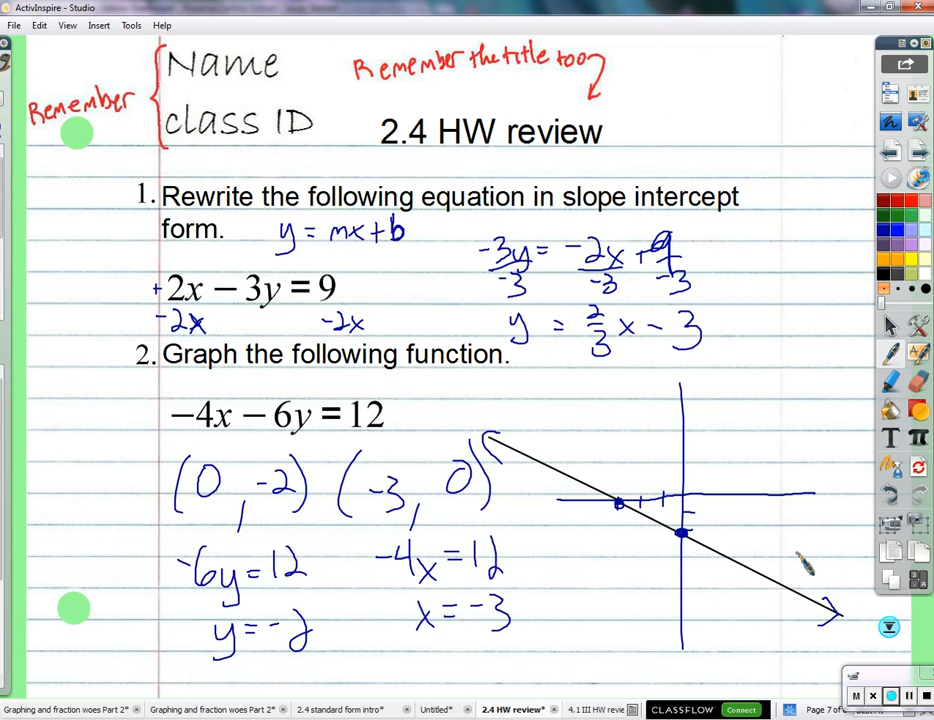 ActivInspire - Studio
File Edit View Insert Tools Help
Remember
Name
class ID
Remember the title too
2.4 HW review
1. Rewrite the following equation in slope intercept
form. y = mx + b
-3y = -2x + 9
-3 -3 -3
+2x − 3y = 9
-2x -2x
y = 2/3 x - 3
2. Graph the following function.
−4x − 6y = 12
(0, -2) (-3, 0)
-6y = 12 -4x = 12
y = -2 x = -3
Graphing and fraction woes Part 2* Graphing and fraction woes Part 2* 2.4 standard form intro* Untitled* 2.4 HW review* 4.1 III HW revie CLASSFLOW Connect Page 7 of